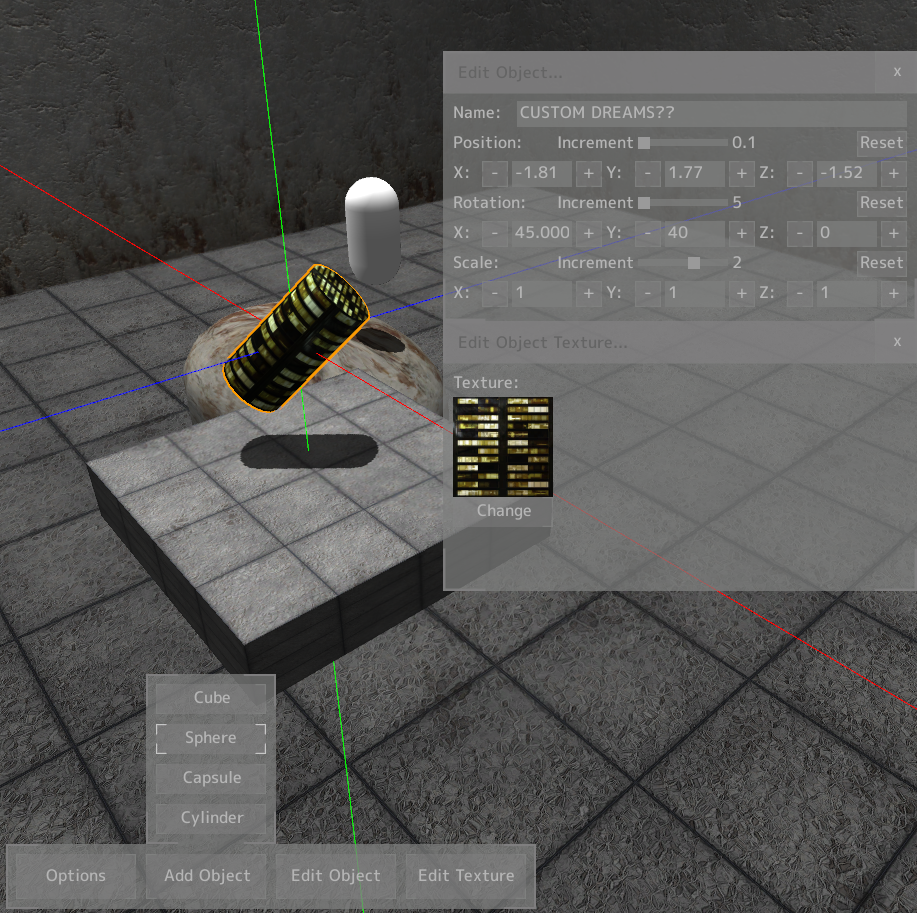 Edit Object... x
Name: CUSTOM DREAMS??
Position: Increment 0.1 Reset
X: - -1.81 + Y: - 1.77 + Z: - -1.52 +
Rotation: Increment 5 Reset
X: - 45.000 + Y: - 40 + Z: - 0 +
Scale: Increment 2 Reset
X: - 1 + Y: - 1 + Z: - 1 +
Edit Object Texture... x
Texture:
Change
Cube
Sphere
Capsule
Cylinder
Options Add Object Edit Object Edit Texture